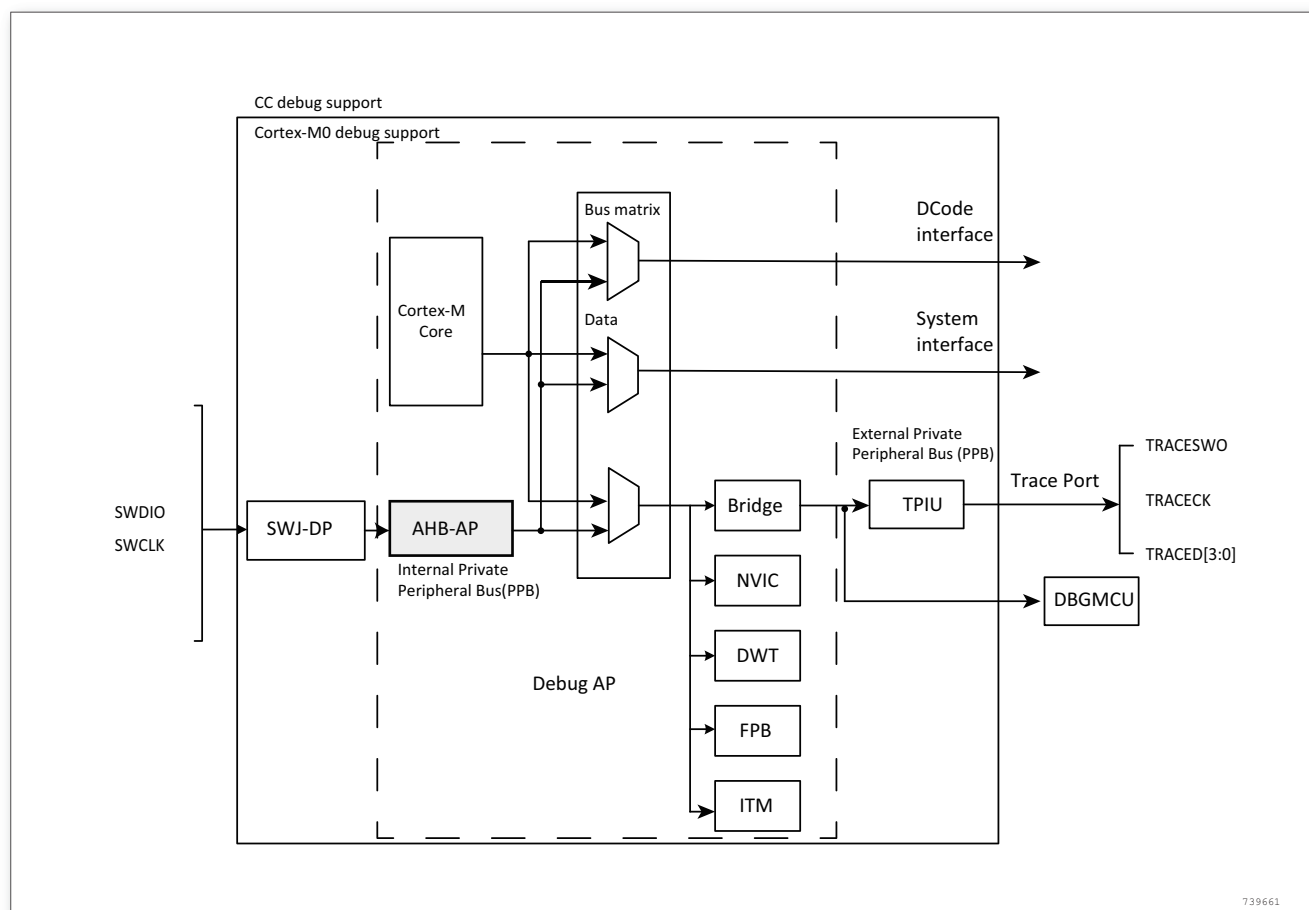 CC debug support
Cortex-M0 debug support
Bus matrix
DCode
interface
Cortex-M
Core
Data
System
interface
External Private
Peripheral Bus (PPB)
TRACESWO
Trace Port
SWDIO
SWCLK
SWJ-DP
AHB-AP
Bridge
TPIU
TRACECK
Internal Private
Peripheral Bus(PPB)
NVIC
TRACED[3:0]
DBGMCU
DWT
Debug AP
FPB
ITM
739661